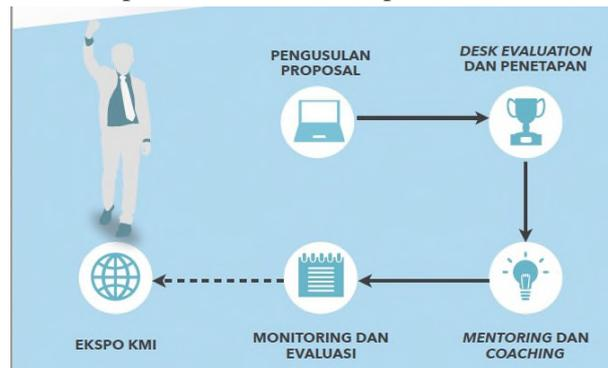 PENGUSULAN
PROPOSAL
DESK EVALUATION
DAN PENETAPAN
EKSPO KMI
MONITORING DAN
EVALUASI
MENTORING DAN
COACHING